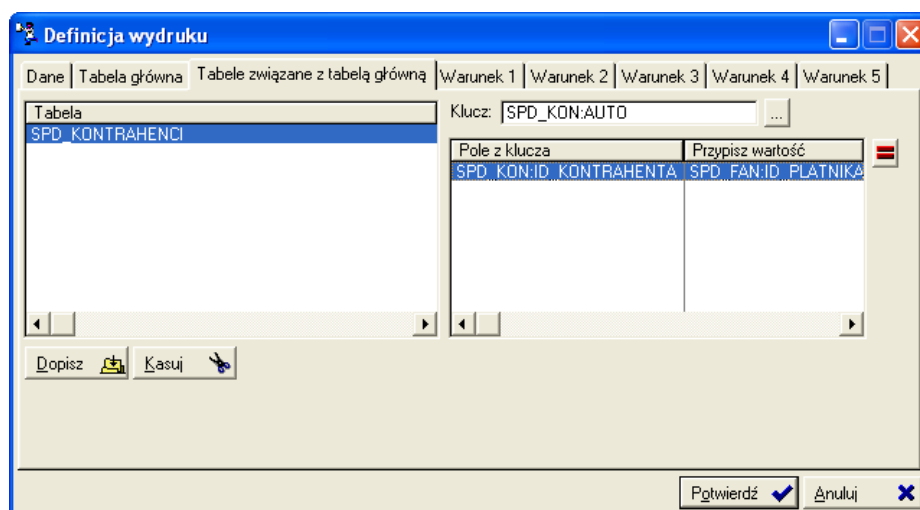 Definicja wydruku
Dane Tabela główna Tabele związane z tabelą główną Warunek 1 Warunek 2 Warunek 3 Warunek 4 Warunek 5
Tabela
SPD_KONTRAHENCI
Klucz: SPD_KON:AUTO ...
Pole z klucza Przypisz wartość
SPD_KON:ID_KONTRAHENTA SPD_FAN:ID_PLATNIKA
Dopisz Kasuj
Potwierdź Anuluj